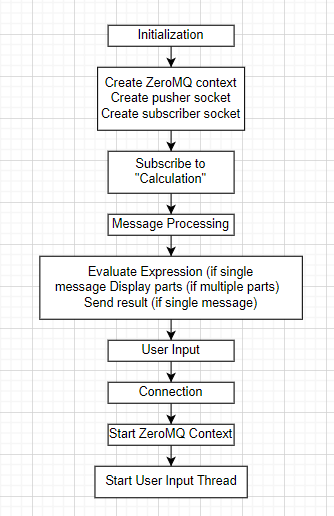 Initialization
Create ZeroMQ context
Create pusher socket
Create subscriber socket
Subscribe to
"Calculation"
Message Processing
Evaluate Expression (if single
message Display parts (if multiple parts)
Send result (if single message)
User Input
Connection
Start ZeroMQ Context
Start User Input Thread